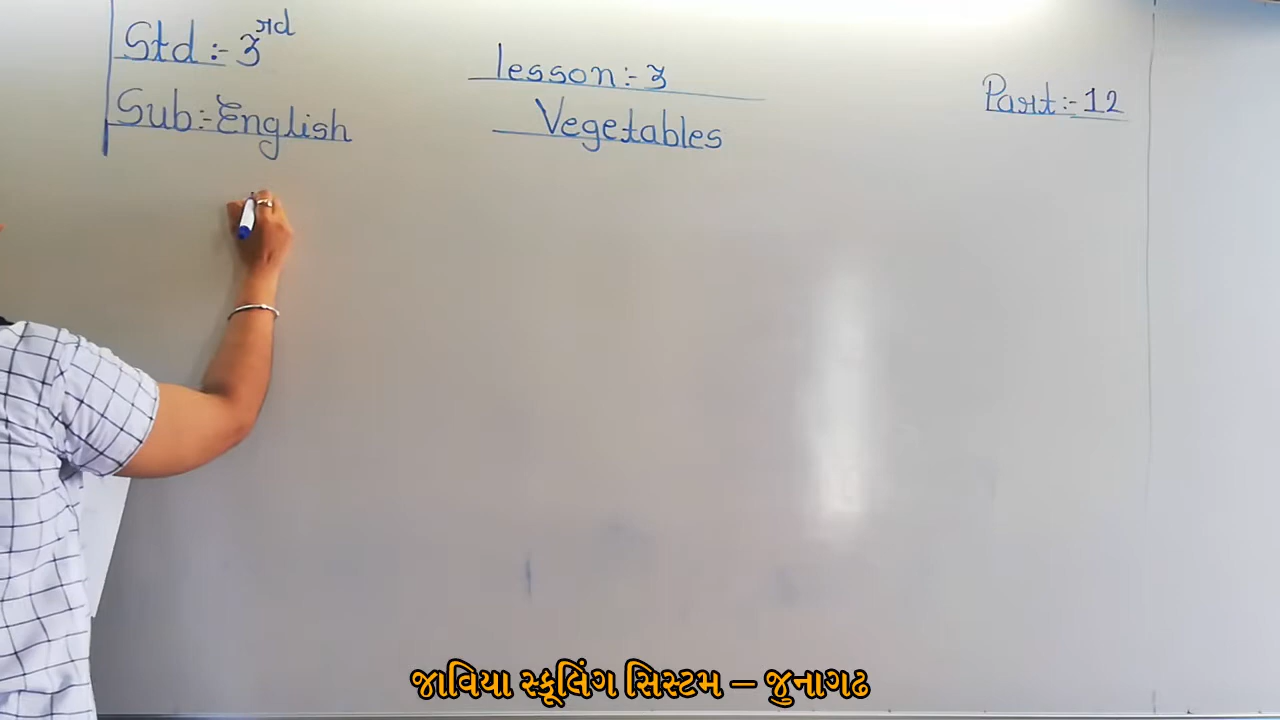 Std :- 3rd
Sub :- English
lesson :- 3
Vegetables
Part :- 12
જાવિયા સ્કૂલિંગ સિસ્ટમ – જુનાગઢ